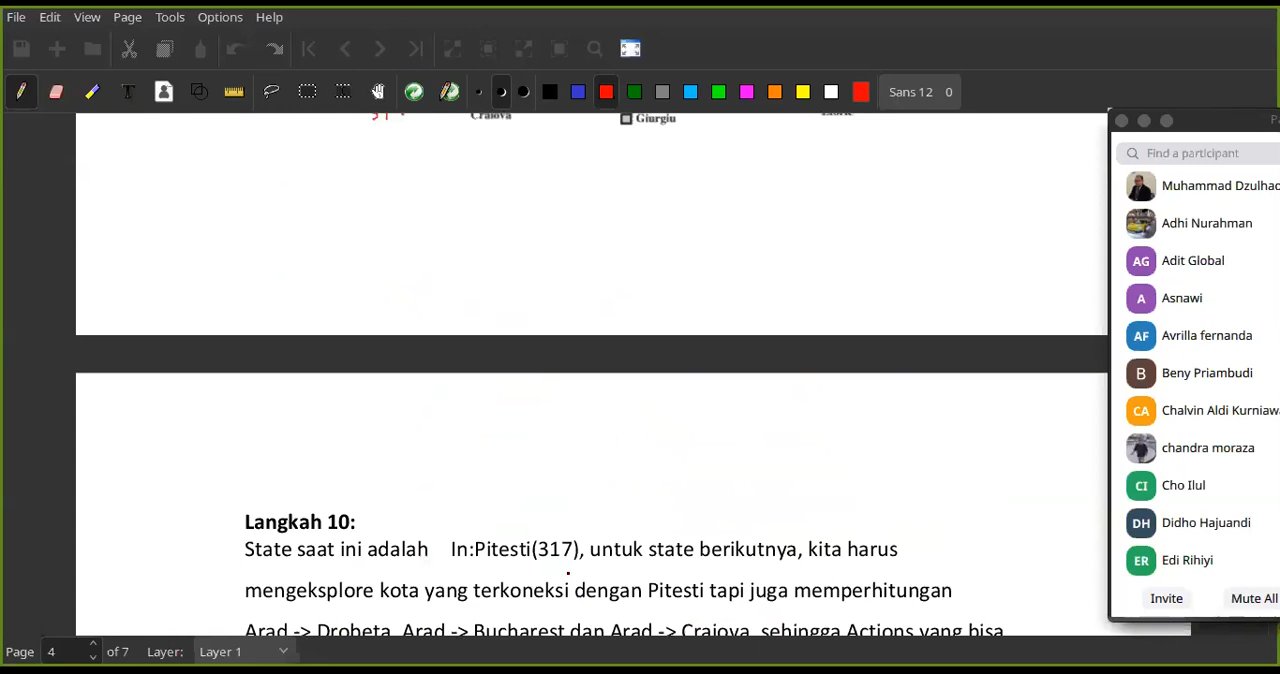 File Edit View Page Tools Options Help
Sans 12 0
Craiova
Giurgiu
Find a participant
Muhammad Dzulhac
Adhi Nurahman
AG Adit Global
A Asnawi
AF Avrilla fernanda
B Beny Priambudi
CA Chalvin Aldi Kurniawa
chandra moraza
CI Cho Ilul
DH Didho Hajuandi
ER Edi Rihiyi
Invite Mute All
Langkah 10:
State saat ini adalah In:Pitesti(317), untuk state berikutnya, kita harus
mengeksplore kota yang terkoneksi dengan Pitesti tapi juga memperhitungan
Arad -> Drobeta, Arad -> Bucharest dan Arad -> Craiova, sehingga Actions yang bisa
Page 4 of 7 Layer: Layer 1